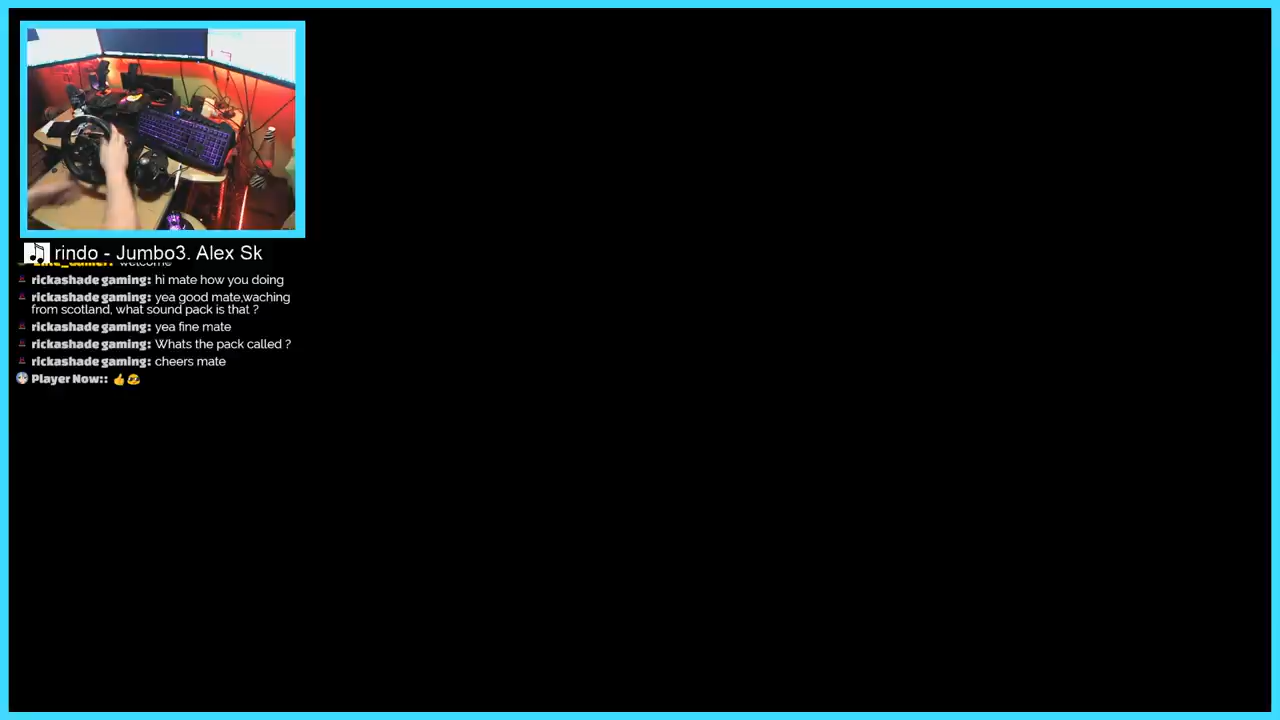 rindo - Jumbo3. Alex Sk
welcome
rickashade gaming: hi mate how you doing
rickashade gaming: yea good mate,waching
from scotland, what sound pack is that ?
rickashade gaming: yea fine mate
rickashade gaming: Whats the pack called ?
rickashade gaming: cheers mate
Player Now:: 👍